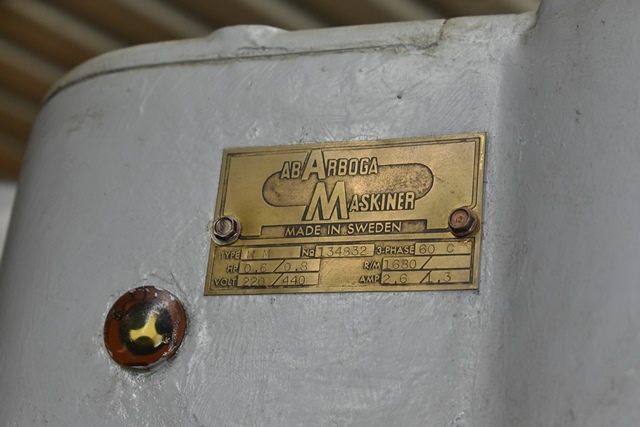 AB ARBOGA
MASKINER
MADE IN SWEDEN
TYPE No 134832 3-PHASE 60 C
HP 0.6 / 0.8 R/M 1680 /
VOLT 220 / 440 AMP 2.6 / 1.3